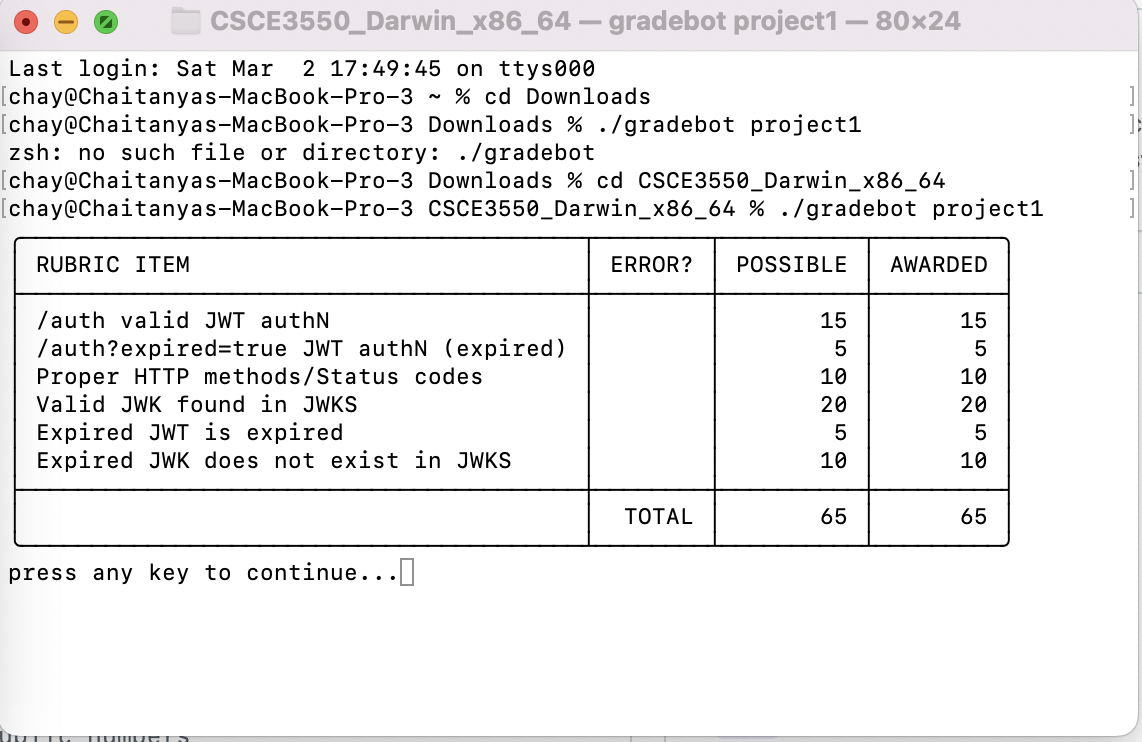 CSCE3550_Darwin_x86_64 — gradebot project1 — 80×24
Last login: Sat Mar  2 17:49:45 on ttys000
[chay@Chaitanyas-MacBook-Pro-3 ~ % cd Downloads ]
[chay@Chaitanyas-MacBook-Pro-3 Downloads % ./gradebot project1 ]
zsh: no such file or directory: ./gradebot
[chay@Chaitanyas-MacBook-Pro-3 Downloads % cd CSCE3550_Darwin_x86_64 ]
[chay@Chaitanyas-MacBook-Pro-3 CSCE3550_Darwin_x86_64 % ./gradebot project1 ]
RUBRIC ITEM ERROR? POSSIBLE AWARDED
/auth valid JWT authN 15 15
/auth?expired=true JWT authN (expired) 5 5
Proper HTTP methods/Status codes 10 10
Valid JWK found in JWKS 20 20
Expired JWT is expired 5 5
Expired JWK does not exist in JWKS 10 10
TOTAL 65 65
press any key to continue...